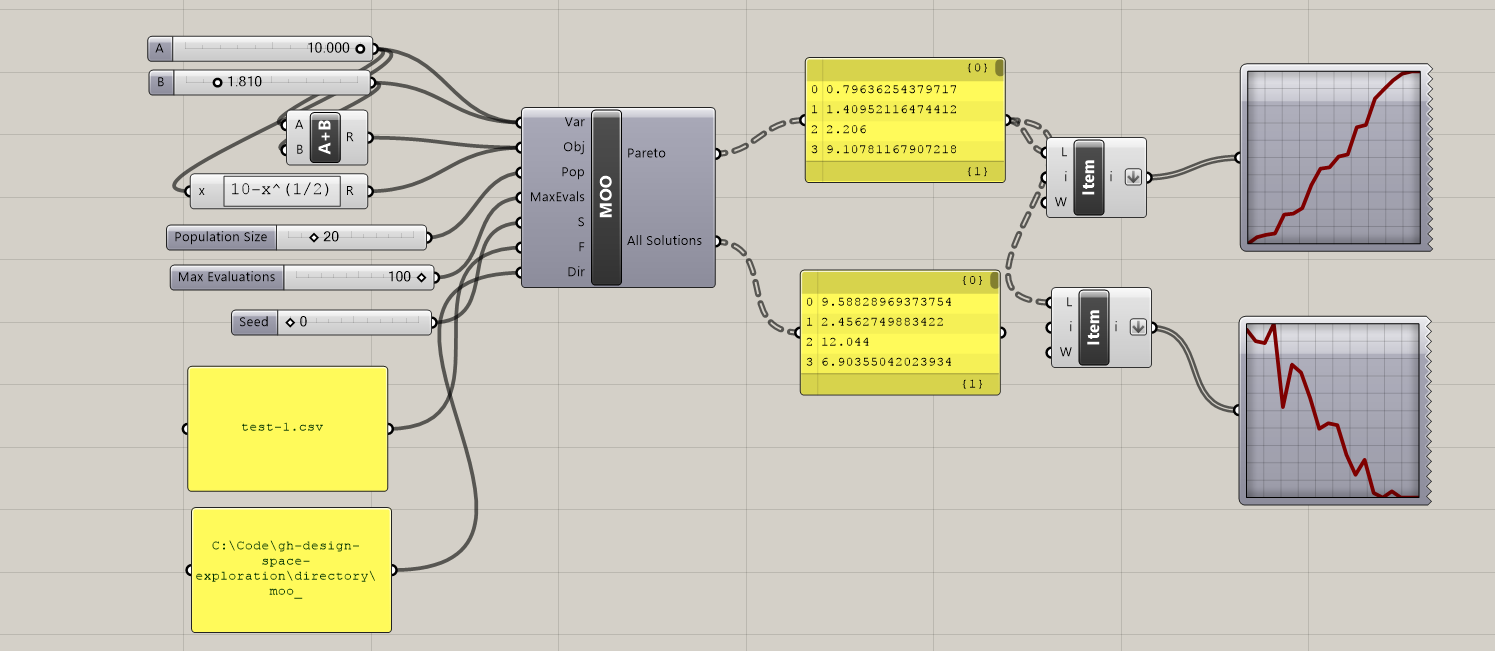 A 10.000
B 1.810
A
B
A+B
R
x 10-x^(1/2) R
Population Size 20
Max Evaluations 100
Seed 0
test-1.csv
C:\Code\gh-design-
space-
exploration\directory\
moo_
Var
Obj
Pop
MaxEvals
S
F
Dir
MOO
Pareto
All Solutions
{0}
0 0.79636254379717
1 1.40952116474412
2 2.206
3 9.10781167907218
{1}
{0}
0 9.58828969373754
1 2.4562749883422
2 12.044
3 6.90355042023934
{1}
L
i
W
Item
i
L
i
W
Item
i